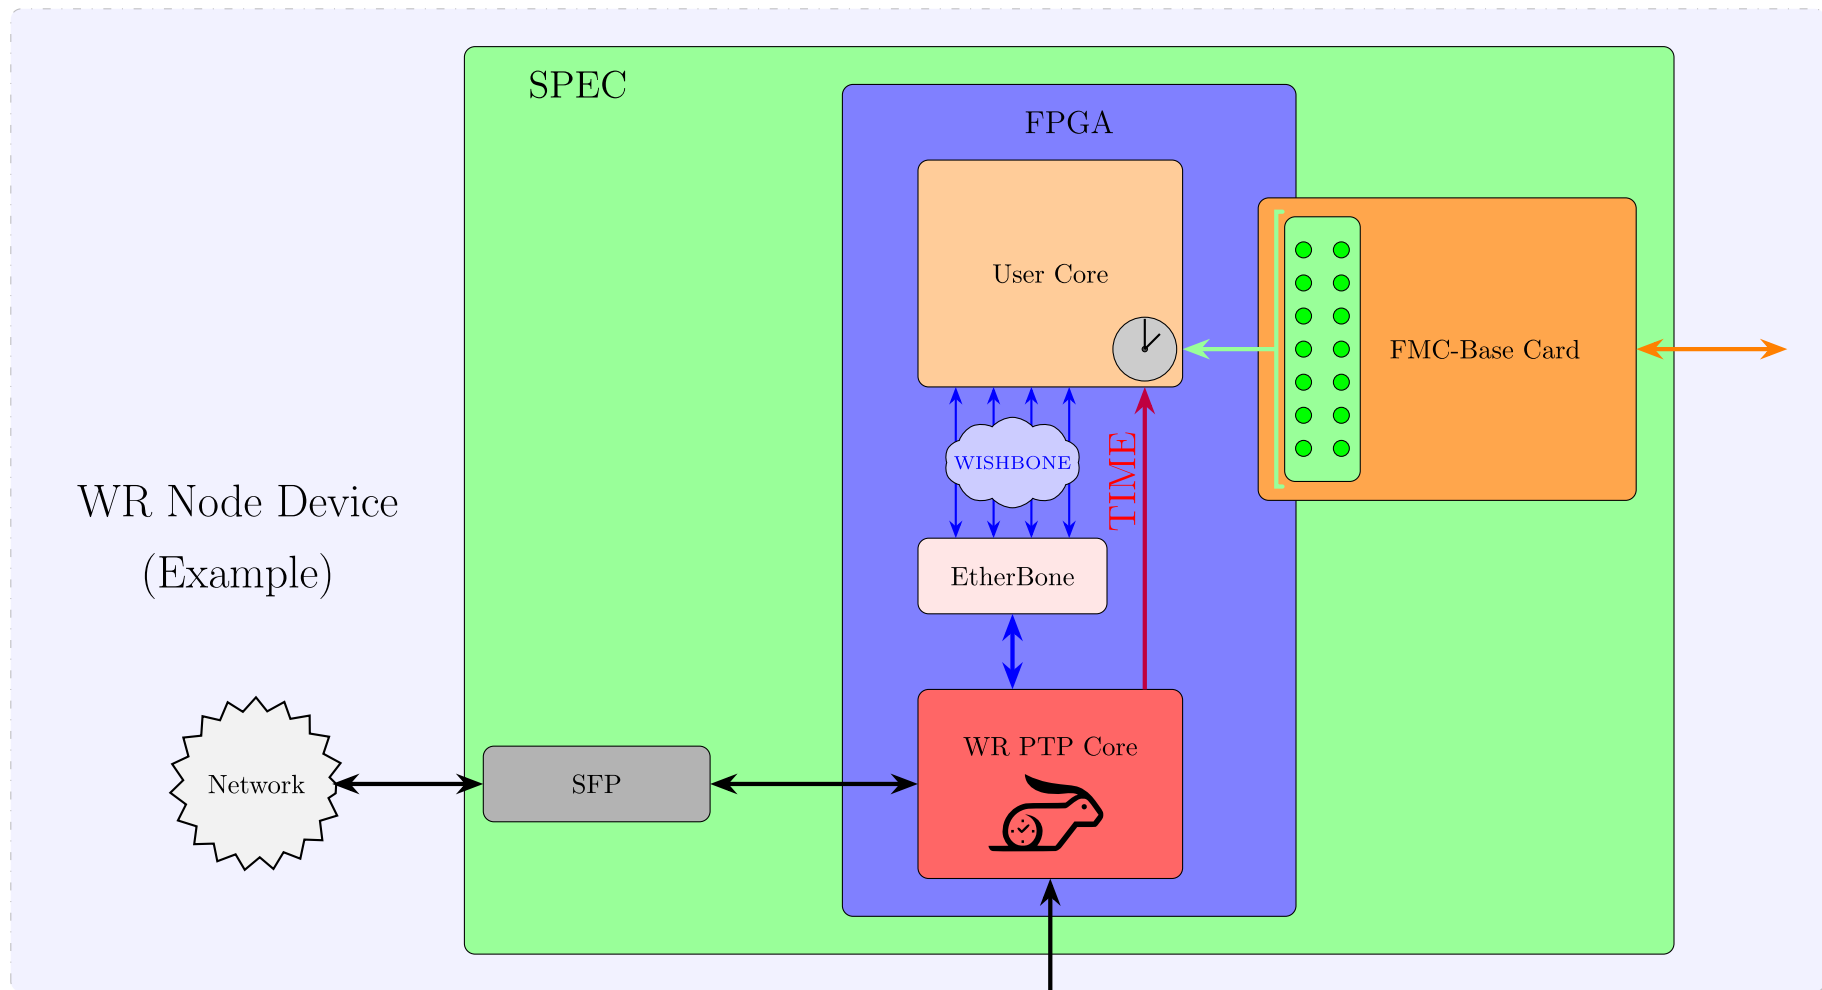 SPEC
FPGA
User Core
FMC-Base Card
WISHBONE
TIME
WR Node Device
(Example)
EtherBone
WR PTP Core
Network
SFP